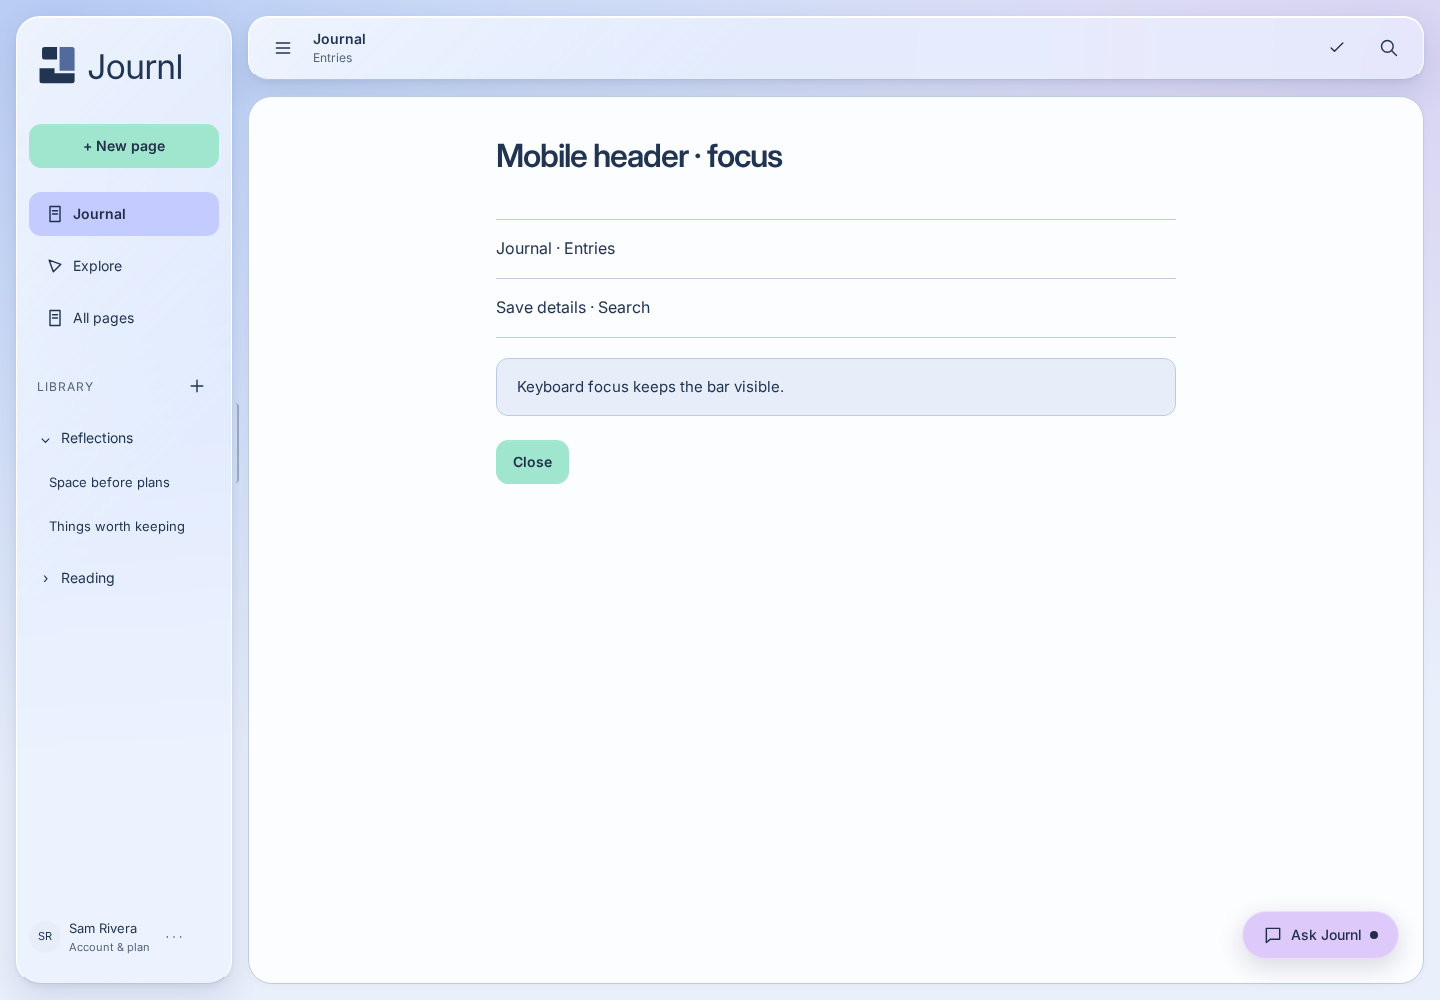 Journl
+ New page
Journal
Explore
All pages
LIBRARY
Reflections
Space before plans
Things worth keeping
Reading
SR
Sam Rivera
Account & plan
Journal
Entries
Mobile header · focus
Journal · Entries
Save details · Search
Keyboard focus keeps the bar visible.
Close
Ask Journl